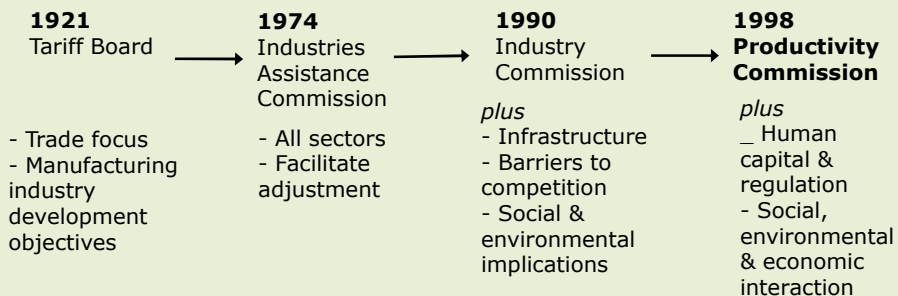 1921
Tariff Board
- Trade focus
- Manufacturing
industry
development
objectives
1974
Industries
Assistance
Commission
- All sectors
- Facilitate
adjustment
1990
Industry
Commission
plus
- Infrastructure
- Barriers to
competition
- Social &
environmental
implications
1998
Productivity
Commission
plus
_ Human
capital &
regulation
- Social,
environmental
& economic
interaction